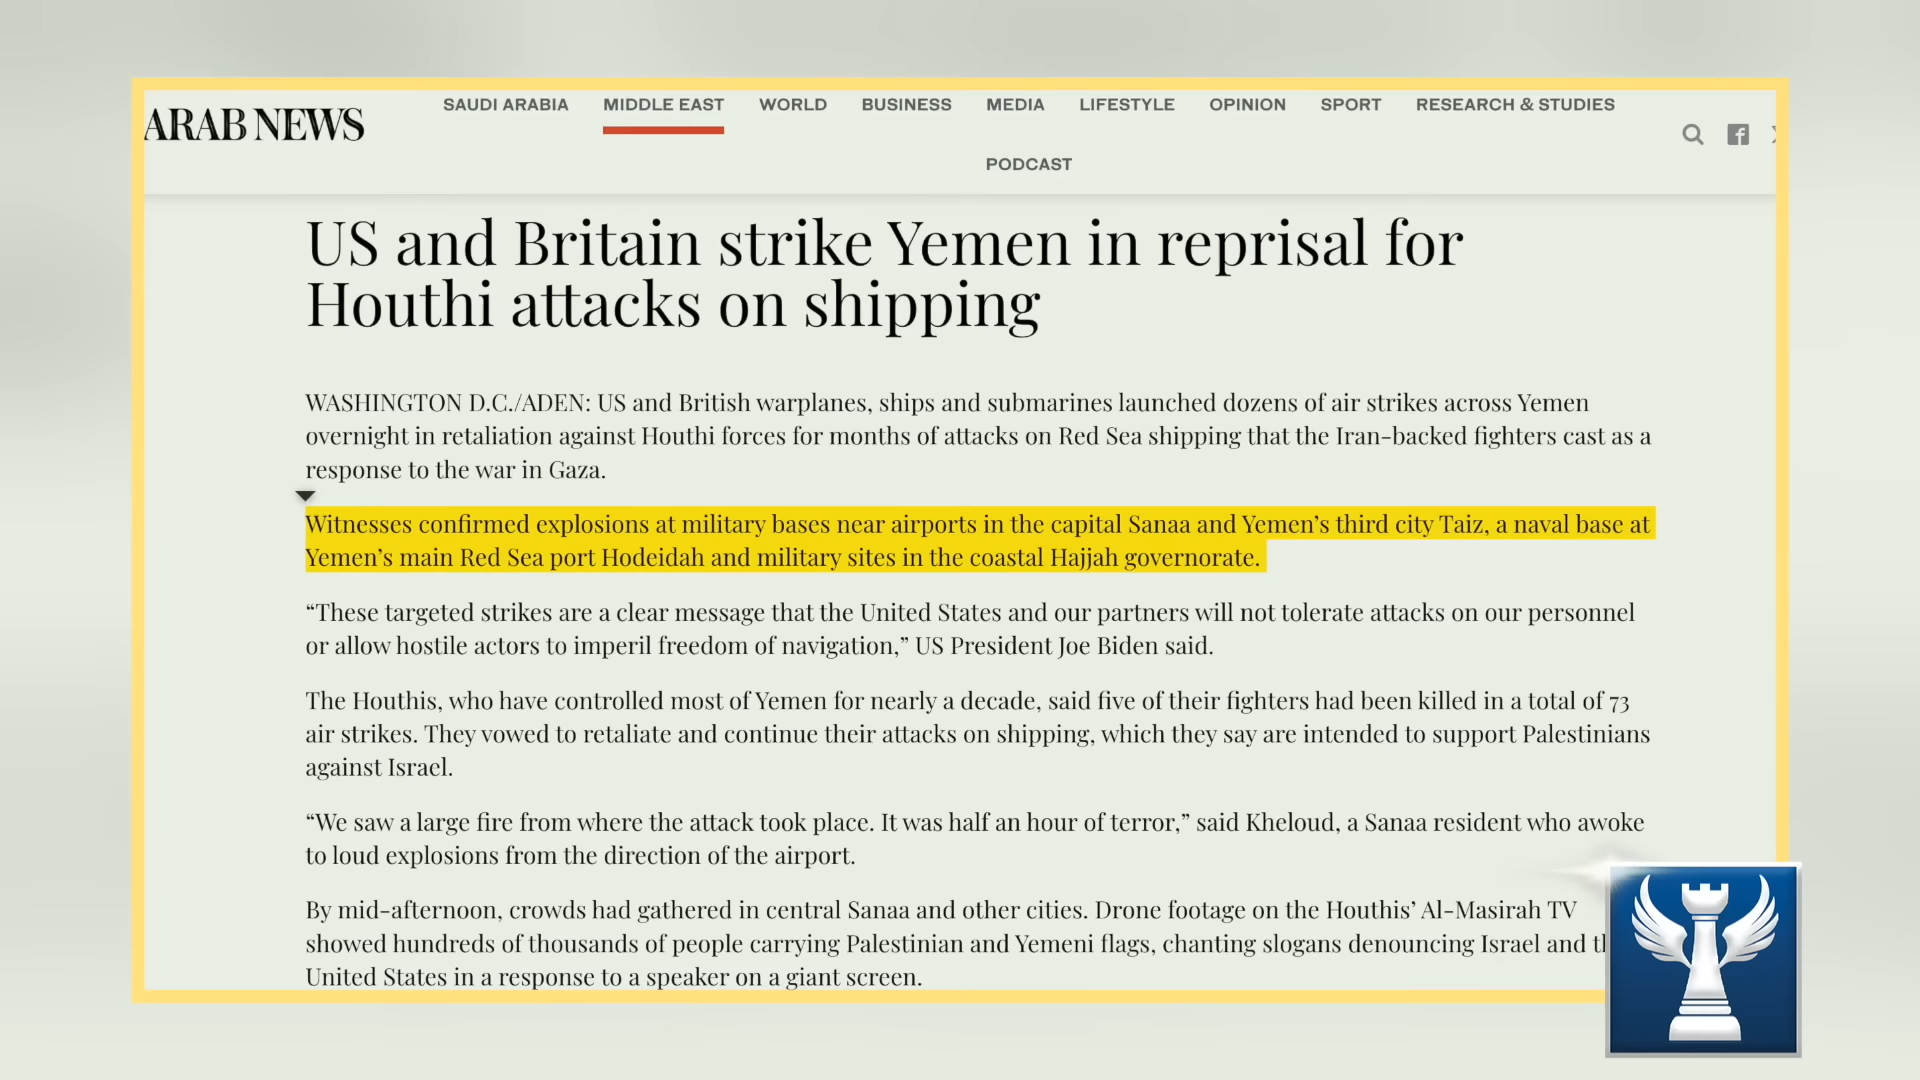 ARAB NEWS
SAUDI ARABIA MIDDLE EAST WORLD BUSINESS MEDIA LIFESTYLE OPINION SPORT RESEARCH & STUDIES
PODCAST
US and Britain strike Yemen in reprisal for
Houthi attacks on shipping
WASHINGTON D.C./ADEN: US and British warplanes, ships and submarines launched dozens of air strikes across Yemen
overnight in retaliation against Houthi forces for months of attacks on Red Sea shipping that the Iran-backed fighters cast as a
response to the war in Gaza.
Witnesses confirmed explosions at military bases near airports in the capital Sanaa and Yemen’s third city Taiz, a naval base at
Yemen’s main Red Sea port Hodeidah and military sites in the coastal Hajjah governorate.
“These targeted strikes are a clear message that the United States and our partners will not tolerate attacks on our personnel
or allow hostile actors to imperil freedom of navigation,” US President Joe Biden said.
The Houthis, who have controlled most of Yemen for nearly a decade, said five of their fighters had been killed in a total of 73
air strikes. They vowed to retaliate and continue their attacks on shipping, which they say are intended to support Palestinians
against Israel.
“We saw a large fire from where the attack took place. It was half an hour of terror,” said Kheloud, a Sanaa resident who awoke
to loud explosions from the direction of the airport.
By mid-afternoon, crowds had gathered in central Sanaa and other cities. Drone footage on the Houthis’ Al-Masirah TV
showed hundreds of thousands of people carrying Palestinian and Yemeni flags, chanting slogans denouncing Israel and
United States in a response to a speaker on a giant screen.